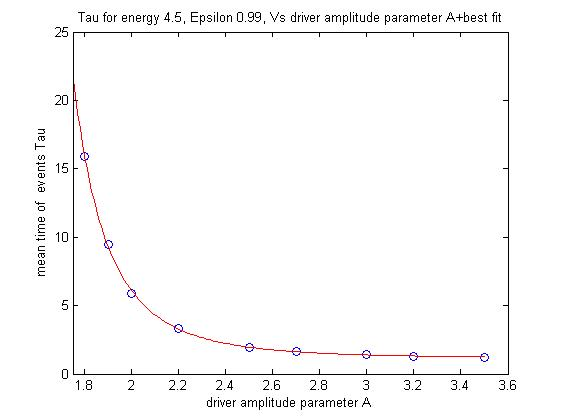 Tau for energy 4.5, Epsilon 0.99, Vs driver amplitude parameter A+best fit
25
20
15
10
5
0
mean time of events Tau
1.8 2 2.2 2.4 2.6 2.8 3 3.2 3.4 3.6
driver amplitude parameter A